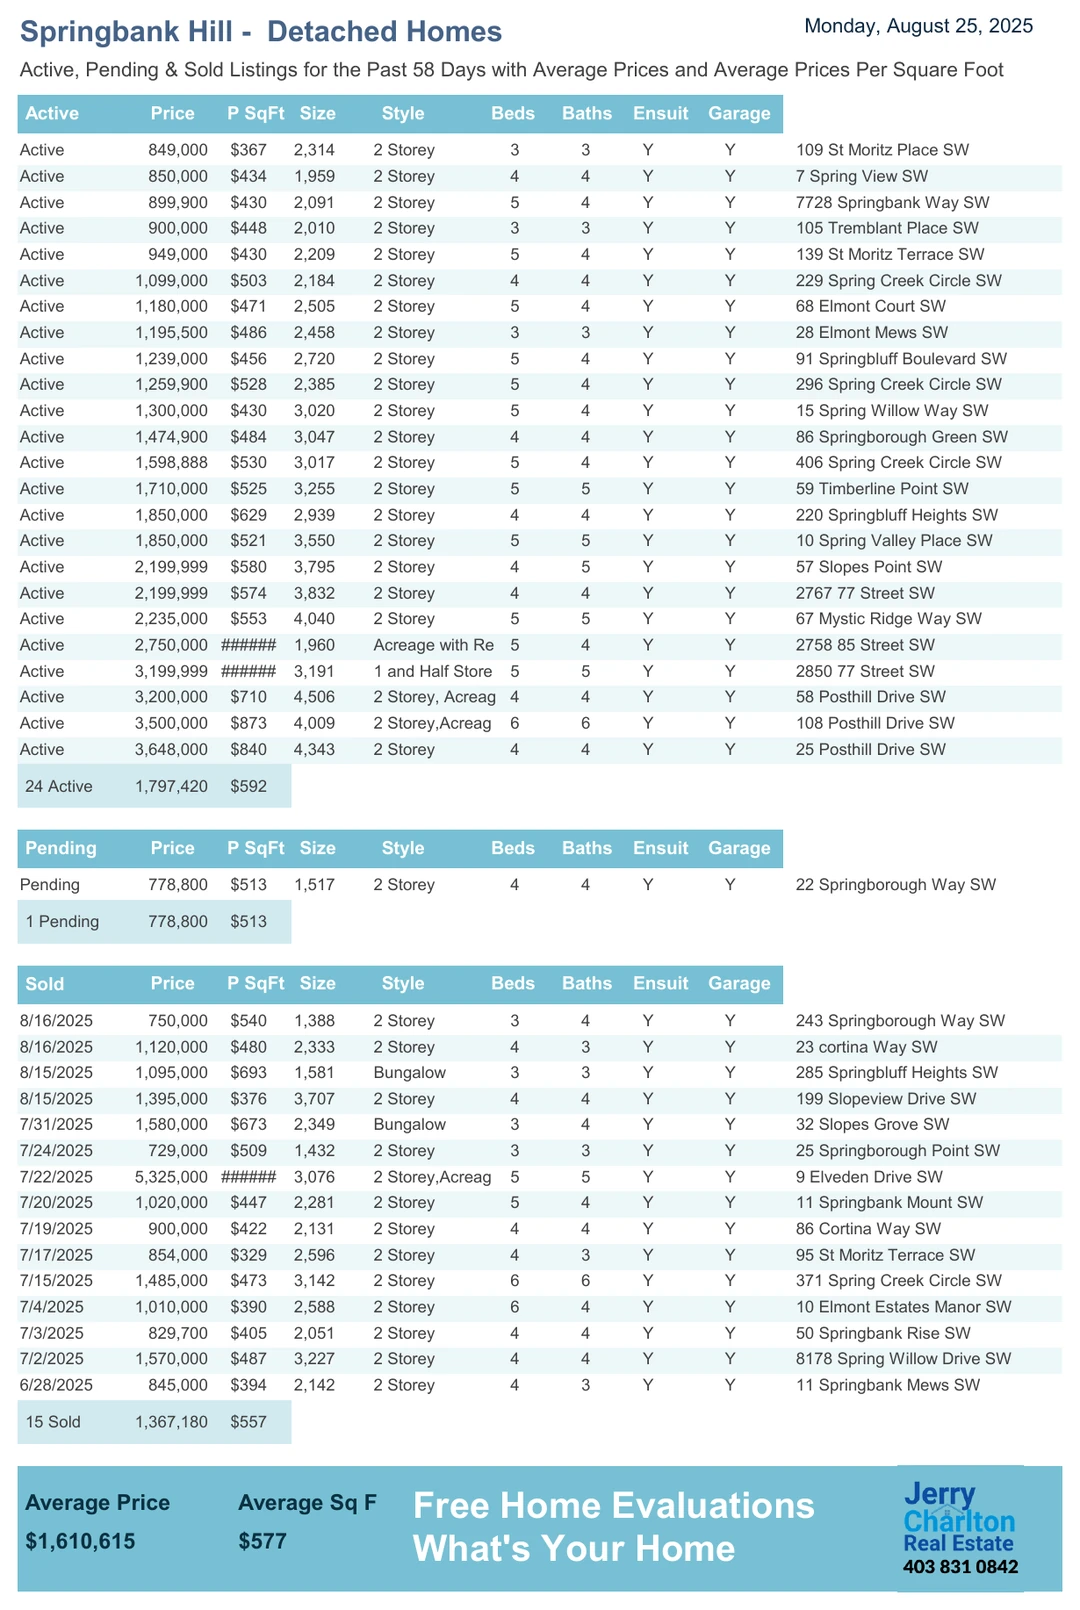 Springbank Hill -  Detached Homes
Monday, August 25, 2025
Active, Pending & Sold Listings for the Past 58 Days with Average Prices and Average Prices Per Square Foot
Active Price P SqFt Size Style Beds Baths Ensuit Garage
Active 849,000 $367 2,314 2 Storey 3 3 Y Y 109 St Moritz Place SW
Active 850,000 $434 1,959 2 Storey 4 4 Y Y 7 Spring View SW
Active 899,900 $430 2,091 2 Storey 5 4 Y Y 7728 Springbank Way SW
Active 900,000 $448 2,010 2 Storey 3 3 Y Y 105 Tremblant Place SW
Active 949,000 $430 2,209 2 Storey 5 4 Y Y 139 St Moritz Terrace SW
Active 1,099,000 $503 2,184 2 Storey 4 4 Y Y 229 Spring Creek Circle SW
Active 1,180,000 $471 2,505 2 Storey 5 4 Y Y 68 Elmont Court SW
Active 1,195,500 $486 2,458 2 Storey 3 3 Y Y 28 Elmont Mews SW
Active 1,239,000 $456 2,720 2 Storey 5 4 Y Y 91 Springbluff Boulevard SW
Active 1,259,900 $528 2,385 2 Storey 5 4 Y Y 296 Spring Creek Circle SW
Active 1,300,000 $430 3,020 2 Storey 5 4 Y Y 15 Spring Willow Way SW
Active 1,474,900 $484 3,047 2 Storey 4 4 Y Y 86 Springborough Green SW
Active 1,598,888 $530 3,017 2 Storey 5 4 Y Y 406 Spring Creek Circle SW
Active 1,710,000 $525 3,255 2 Storey 5 5 Y Y 59 Timberline Point SW
Active 1,850,000 $629 2,939 2 Storey 4 4 Y Y 220 Springbluff Heights SW
Active 1,850,000 $521 3,550 2 Storey 5 5 Y Y 10 Spring Valley Place SW
Active 2,199,999 $580 3,795 2 Storey 4 5 Y Y 57 Slopes Point SW
Active 2,199,999 $574 3,832 2 Storey 4 4 Y Y 2767 77 Street SW
Active 2,235,000 $553 4,040 2 Storey 5 5 Y Y 67 Mystic Ridge Way SW
Active 2,750,000 ###### 1,960 Acreage with Re 5 4 Y Y 2758 85 Street SW
Active 3,199,999 ###### 3,191 1 and Half Store 5 5 Y Y 2850 77 Street SW
Active 3,200,000 $710 4,506 2 Storey, Acreag 4 4 Y Y 58 Posthill Drive SW
Active 3,500,000 $873 4,009 2 Storey,Acreag 6 6 Y Y 108 Posthill Drive SW
Active 3,648,000 $840 4,343 2 Storey 4 4 Y Y 25 Posthill Drive SW
24 Active 1,797,420 $592
Pending Price P SqFt Size Style Beds Baths Ensuit Garage
Pending 778,800 $513 1,517 2 Storey 4 4 Y Y 22 Springborough Way SW
1 Pending 778,800 $513
Sold Price P SqFt Size Style Beds Baths Ensuit Garage
8/16/2025 750,000 $540 1,388 2 Storey 3 4 Y Y 243 Springborough Way SW
8/16/2025 1,120,000 $480 2,333 2 Storey 4 3 Y Y 23 cortina Way SW
8/15/2025 1,095,000 $693 1,581 Bungalow 3 3 Y Y 285 Springbluff Heights SW
8/15/2025 1,395,000 $376 3,707 2 Storey 4 4 Y Y 199 Slopeview Drive SW
7/31/2025 1,580,000 $673 2,349 Bungalow 3 4 Y Y 32 Slopes Grove SW
7/24/2025 729,000 $509 1,432 2 Storey 3 3 Y Y 25 Springborough Point SW
7/22/2025 5,325,000 ###### 3,076 2 Storey,Acreag 5 5 Y Y 9 Elveden Drive SW
7/20/2025 1,020,000 $447 2,281 2 Storey 5 4 Y Y 11 Springbank Mount SW
7/19/2025 900,000 $422 2,131 2 Storey 4 4 Y Y 86 Cortina Way SW
7/17/2025 854,000 $329 2,596 2 Storey 4 3 Y Y 95 St Moritz Terrace SW
7/15/2025 1,485,000 $473 3,142 2 Storey 6 6 Y Y 371 Spring Creek Circle SW
7/4/2025 1,010,000 $390 2,588 2 Storey 6 4 Y Y 10 Elmont Estates Manor SW
7/3/2025 829,700 $405 2,051 2 Storey 4 4 Y Y 50 Springbank Rise SW
7/2/2025 1,570,000 $487 3,227 2 Storey 4 4 Y Y 8178 Spring Willow Drive SW
6/28/2025 845,000 $394 2,142 2 Storey 4 3 Y Y 11 Springbank Mews SW
15 Sold 1,367,180 $557
Average Price Average Sq F
$1,610,615 $577
Free Home Evaluations
What's Your Home
Jerry
Charlton
Real Estate
403 831 0842